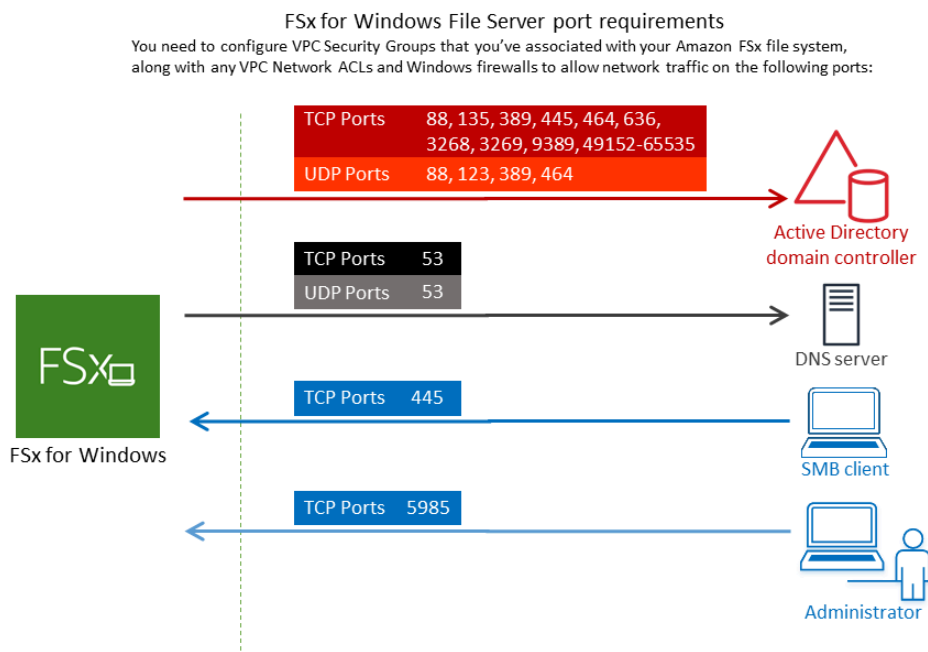 FSx for Windows File Server port requirements
You need to configure VPC Security Groups that you've associated with your Amazon FSx file system,
along with any VPC Network ACLs and Windows firewalls to allow network traffic on the following ports:
TCP Ports 88, 135, 389, 445, 464, 636,
3268, 3269, 9389, 49152-65535
UDP Ports 88, 123, 389, 464
Active Directory
domain controller
TCP Ports 53
UDP Ports 53
DNS server
FSx
FSx for Windows
TCP Ports 445
SMB client
TCP Ports 5985
Administrator